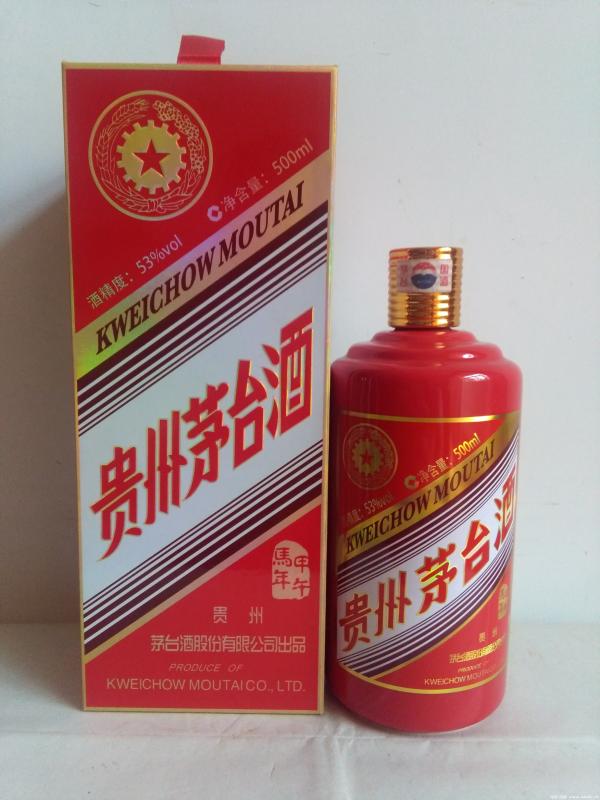 酒精度：53%vol
净含量：500ml
KWEICHOW MOUTAI
贵州茅台酒
甲午
馬年
贵州
茅台酒股份有限公司出品
PRODUCE OF
KWEICHOW MOUTAI CO., LTD.
53%vol
净含量：500ml
KWEICHOW MOUTAI
贵州茅台酒
贵州
PRODUCE
KWEICHOW MOUTAI CO